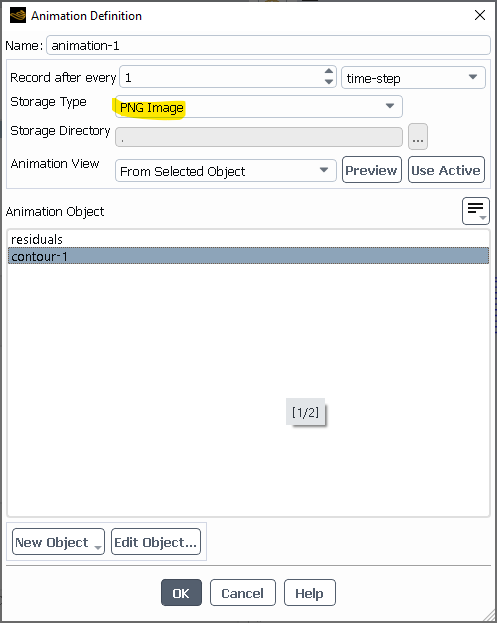 Animation Definition
Name: animation-1
Record after every 1 time-step
Storage Type PNG Image
Storage Directory . ...
Animation View From Selected Object Preview Use Active
Animation Object
residuals
contour-1
[1/2]
New Object Edit Object...
OK Cancel Help